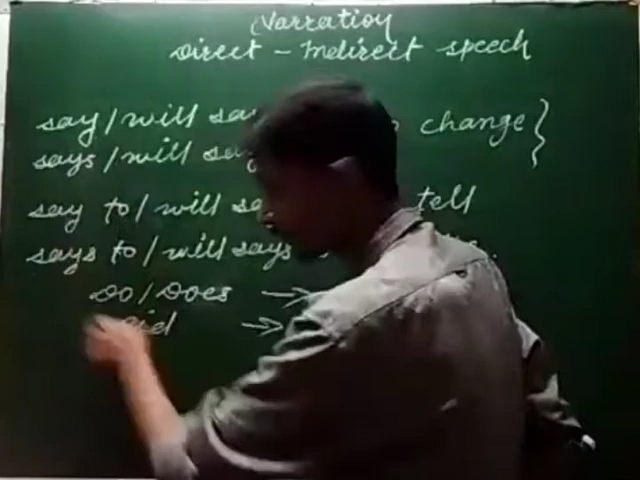 Narration
Direct - Indirect speech
say/will say change }
says/will say
say to/ will sa tell
says to/ will says
Do/Does →
Did →